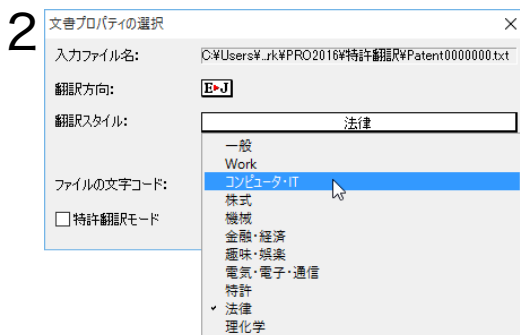 2
文書プロパティの選択
入力ファイル名: C:¥Users¥...rk¥PRO2016¥特許翻訳¥Patent0000000.txt
翻訳方向: E▸J
翻訳スタイル: 法律
一般
Work
コンピュータ・IT
ファイルの文字コード:
株式
機械
特許翻訳モード
金融・経済
趣味・娯楽
電気・電子・通信
特許
✓ 法律
理化学